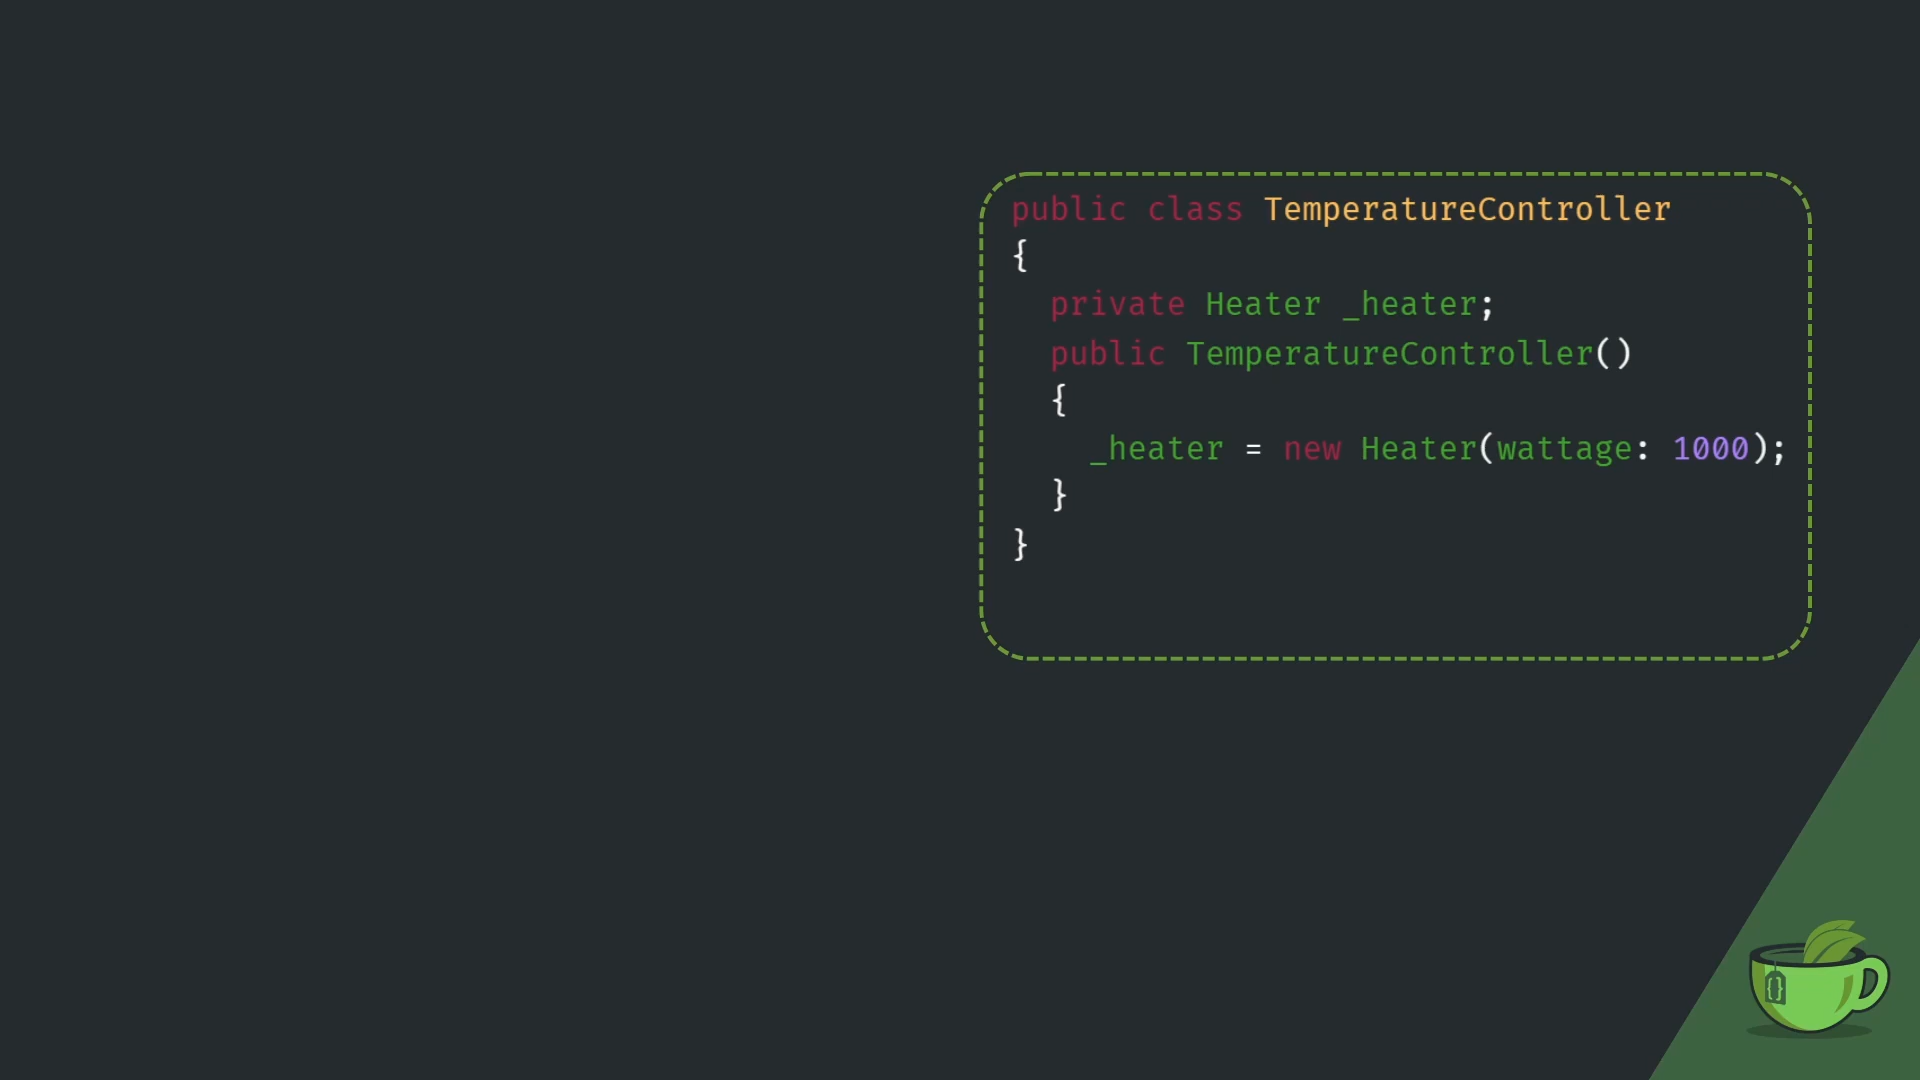 public class TemperatureController
{
private Heater _heater;
public TemperatureController()
{
_heater = new Heater(wattage: 1000);
}
}
{}